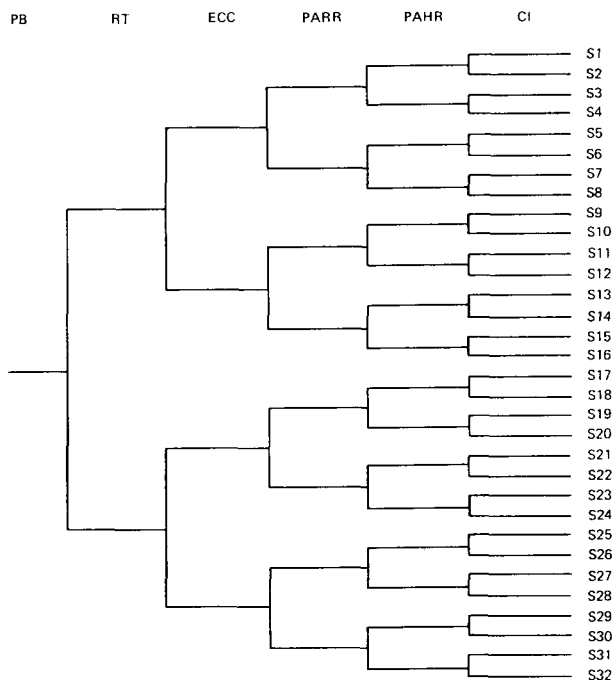 PB RT ECC PARR PAHR CI
S1
S2
S3
S4
S5
S6
S7
S8
S9
S10
S11
S12
S13
S14
S15
S16
S17
S18
S19
S20
S21
S22
S23
S24
S25
S26
S27
S28
S29
S30
S31
S32